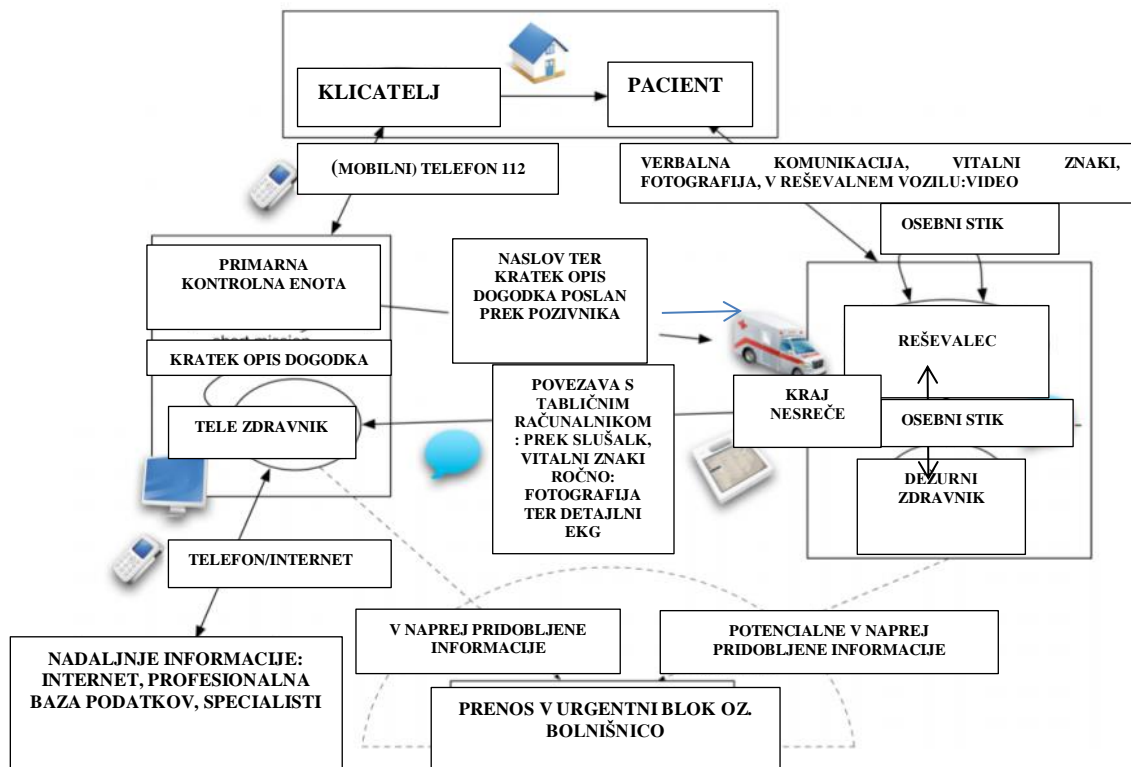 KLICATELJ
PACIENT
(MOBILNI) TELEFON 112
VERBALNA KOMUNIKACIJA, VITALNI ZNAKI,
FOTOGRAFIJA, V REŠEVALNEM VOZILU:VIDEO
OSEBNI STIK
PRIMARNA
KONTROLNA ENOTA
NASLOV TER
KRATEK OPIS
DOGODKA POSLAN
PREK POZIVNIKA
REŠEVALEC
KRATEK OPIS DOGODKA
TELE ZDRAVNIK
POVEZAVA S
TABLIČNIM
RAČUNALNIKOM
: PREK SLUŠALK,
VITALNI ZNAKI
ROČNO:
FOTOGRAFIJA
TER DETAJLNI
EKG
KRAJ
NESREČE
OSEBNI STIK
DEŽURNI
ZDRAVNIK
TELEFON/INTERNET
V NAPREJ PRIDOBLJENE
INFORMACIJE
POTENCIALNE V NAPREJ
PRIDOBLJENE INFORMACIJE
NADALJNJE INFORMACIJE:
INTERNET, PROFESIONALNA
BAZA PODATKOV, SPECIALISTI
PRENOS V URGENTNI BLOK OZ.
BOLNIŠNICO